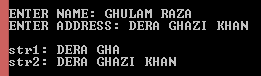 ENTER NAME: GHULAM RAZA
ENTER ADDRESS: DERA GHAZI KHAN
str1: DERA GHA
str2: DERA GHAZI KHAN